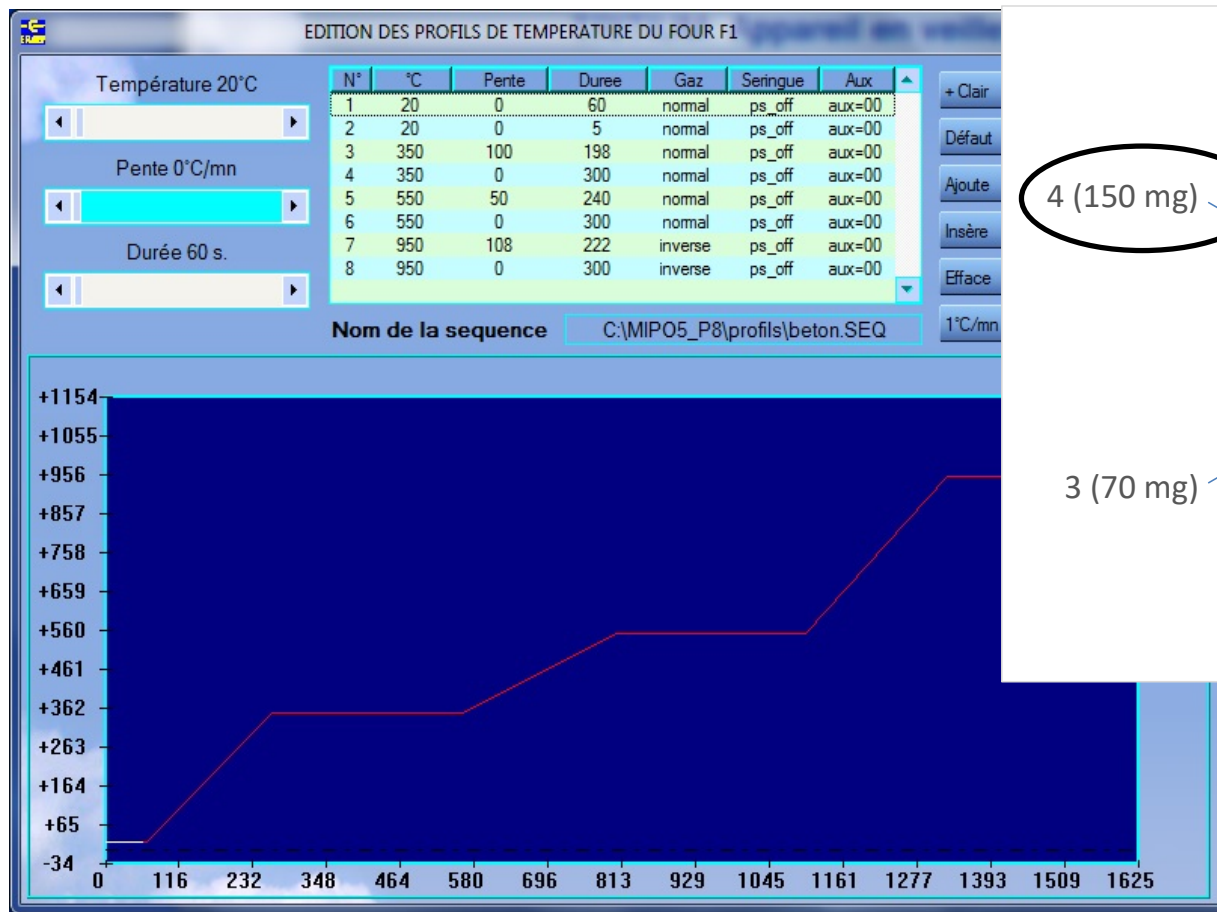 EDITION DES PROFILS DE TEMPERATURE DU FOUR F1
Température 20°C
Pente 0°C/mn
Durée 60 s.
N° °C Pente Duree Gaz Seringue Aux
1 20 0 60 normal ps_off aux=00
2 20 0 5 normal ps_off aux=00
3 350 100 198 normal ps_off aux=00
4 350 0 300 normal ps_off aux=00
5 550 50 240 normal ps_off aux=00
6 550 0 300 normal ps_off aux=00
7 950 108 222 inverse ps_off aux=00
8 950 0 300 inverse ps_off aux=00
+ Clair
Défaut
Ajoute
Insère
Efface
1°C/mn
Nom de la sequence C:\MIPO5_P8\profils\beton.SEQ
4 (150 mg)
3 (70 mg)
+1154
+1055
+956
+857
+758
+659
+560
+461
+362
+263
+164
+65
-34
0 116 232 348 464 580 696 813 929 1045 1161 1277 1393 1509 1625